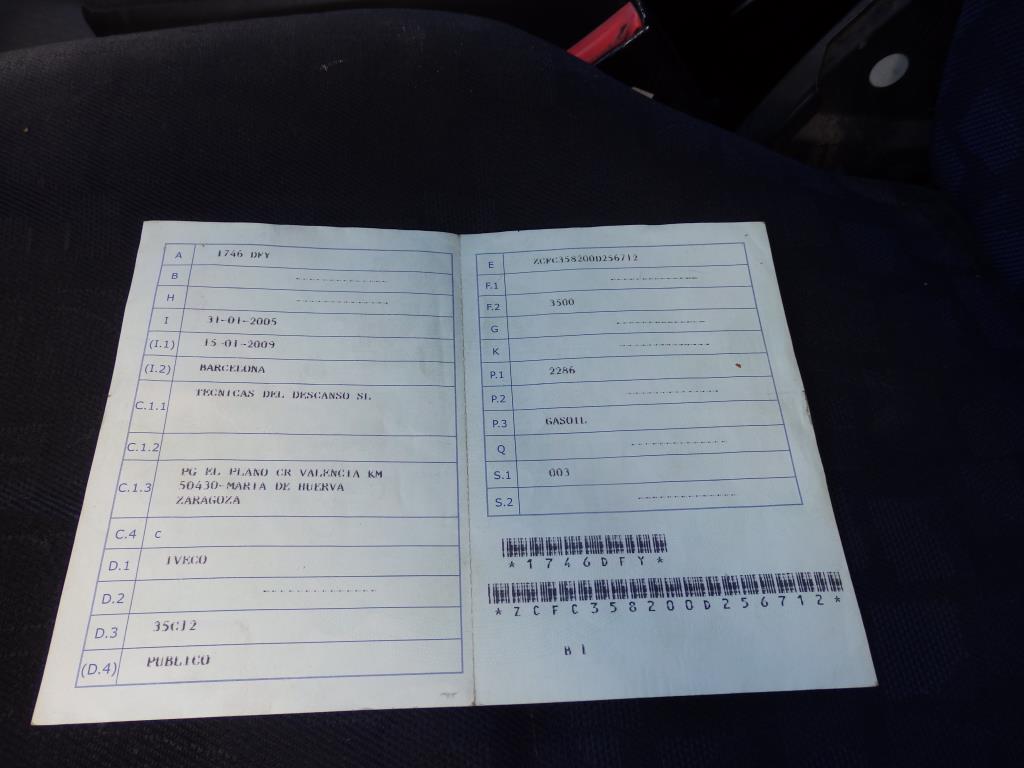 A 1746 DFY
B -------------
H -------------
I 31-01-2005
(I.1) 15-01-2009
(I.2) BARCELONA
C.1.1 TECNICAS DEL DESCANSO SL
C.1.2
C.1.3 PG EL PLANO CR VALENCIA KM
50430-MARIA DE HUERVA
ZARAGOZA
C.4 c
D.1 IVECO
D.2 -------------
D.3 35C12
(D.4) PUBLICO
E ZCFC358200D256712
F.1 -------------
F.2 3500
G -------------
K -------------
P.1 2286
P.2 -------------
P.3 GASOIL
Q -------------
S.1 003
S.2 -------------
*1746DFY*
*ZCFC358200D256712*
B1